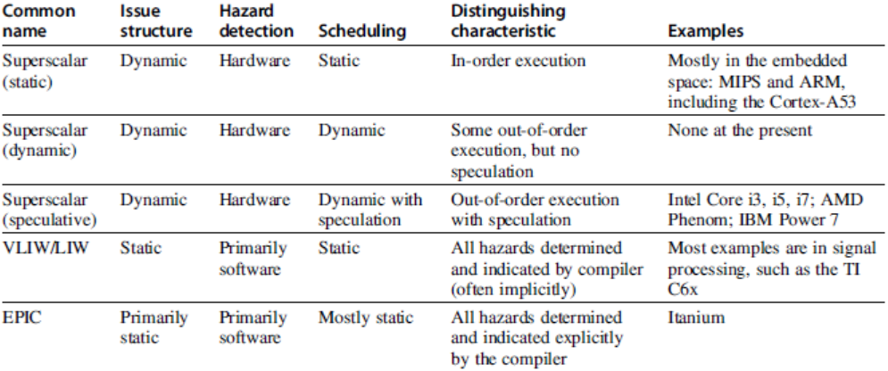 Common name Issue structure Hazard detection Scheduling Distinguishing characteristic Examples
Superscalar (static) Dynamic Hardware Static In-order execution Mostly in the embedded space: MIPS and ARM, including the Cortex-A53
Superscalar (dynamic) Dynamic Hardware Dynamic Some out-of-order execution, but no speculation None at the present
Superscalar (speculative) Dynamic Hardware Dynamic with speculation Out-of-order execution with speculation Intel Core i3, i5, i7; AMD Phenom; IBM Power 7
VLIW/LIW Static Primarily software Static All hazards determined and indicated by compiler (often implicitly) Most examples are in signal processing, such as the TI C6x
EPIC Primarily static Primarily software Mostly static All hazards determined and indicated explicitly by the compiler Itanium